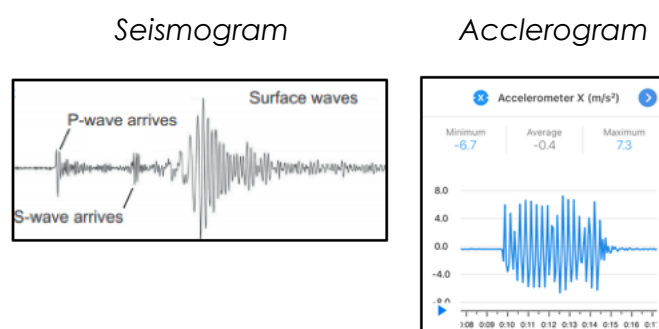 Seismogram
Acclerogram
Surface waves
P-wave arrives
S-wave arrives
X Accelerometer X (m/s²)
Minimum Average Maximum
-6.7 -0.4 7.3
8.0
4.0
0.0
-4.0
-8.0
0:09 0:10 0:11 0:12 0:13 0:14 0:15 0:16